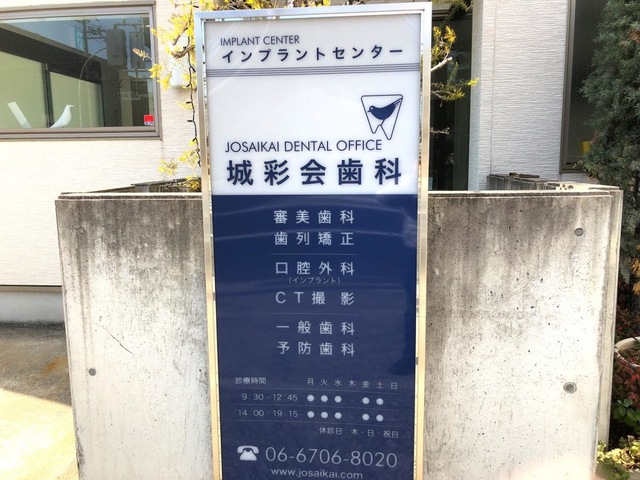 IMPLANT CENTER
インプラントセンター
JOSAIKAI DENTAL OFFICE
城彩会歯科
審美歯科
歯列矯正
口腔外科
(インプラント)
CT撮影
一般歯科
予防歯科
診療時間 月 火 水 木 金 土 日
9:30-12:45 ● ● ● ● ●
14:00-19:15 ● ● ● ● ●
休診日 木・日・祝日
☎ 06-6706-8020
www.josaikai.com